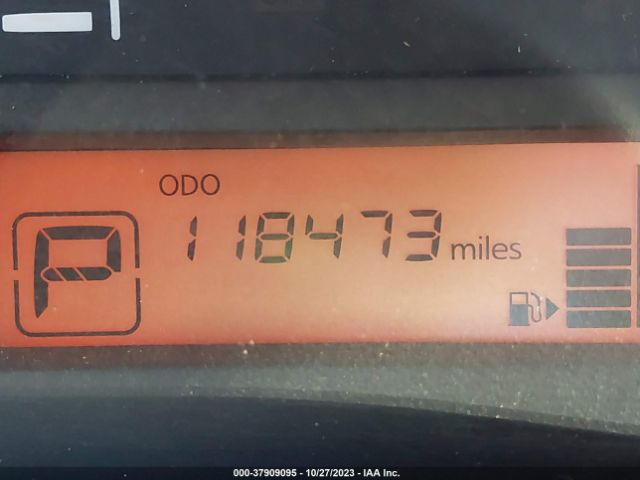 ODO
118473 miles
P
000-37909095 - 10/27/2023 - IAA Inc.